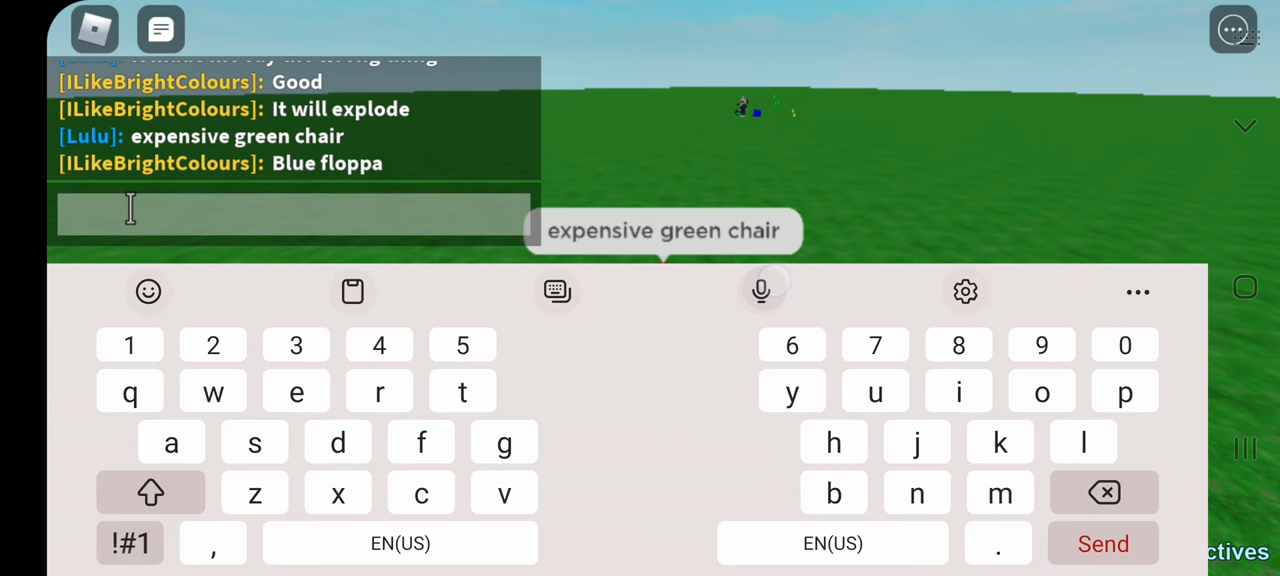 [ILikeBrightColours]: Good
[ILikeBrightColours]: It will explode
[Lulu]: expensive green chair
[ILikeBrightColours]: Blue floppa
expensive green chair
1 2 3 4 5 6 7 8 9 0
q w e r t y u i o p
a s d f g h j k l
z x c v b n m
!#1 , EN(US) EN(US) . Send
ctives